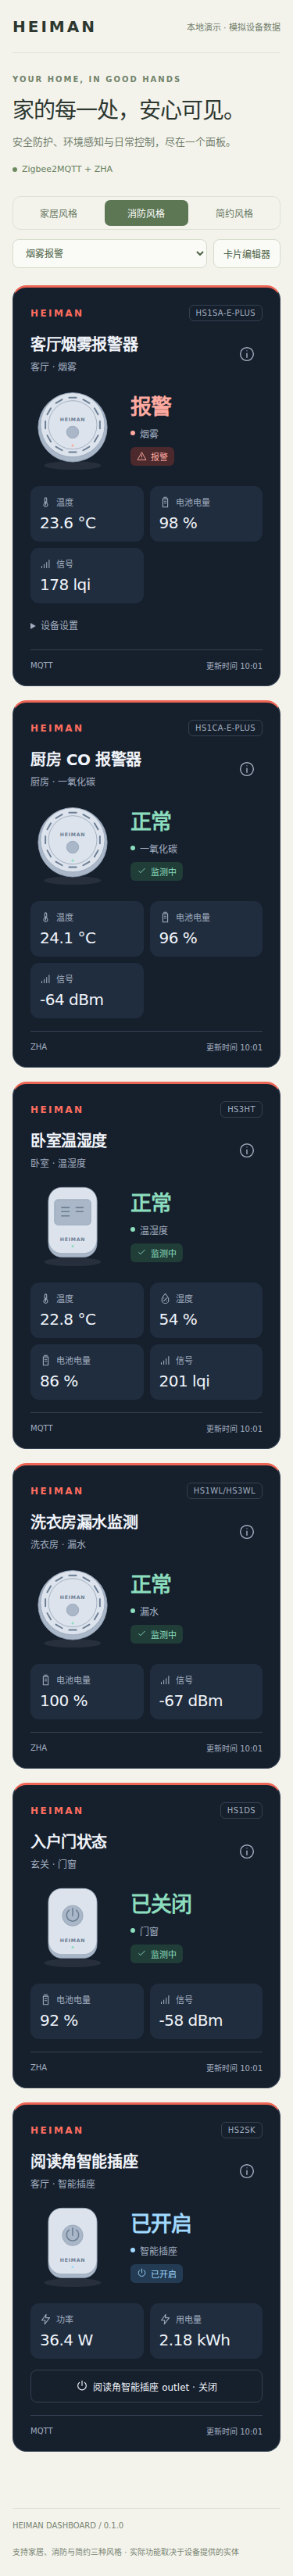 HEIMAN
本地演示 · 模拟设备数据
YOUR HOME, IN GOOD HANDS
家的每一处，安心可见。
安全防护、环境感知与日常控制，尽在一个面板。
Zigbee2MQTT + ZHA
家居风格
消防风格
简约风格
烟雾报警
卡片编辑器
HEIMAN
HS1SA-E-PLUS
客厅烟雾报警器
客厅 · 烟雾
HEIMAN
报警
烟雾
报警
温度
23.6 °C
电池电量
98 %
信号
178 lqi
设备设置
MQTT
更新时间 10:01
HEIMAN
HS1CA-E-PLUS
厨房 CO 报警器
厨房 · 一氧化碳
HEIMAN
正常
一氧化碳
监测中
温度
24.1 °C
电池电量
96 %
信号
-64 dBm
ZHA
更新时间 10:01
HEIMAN
HS3HT
卧室温湿度
卧室 · 温湿度
HEIMAN
正常
温湿度
监测中
温度
22.8 °C
湿度
54 %
电池电量
86 %
信号
201 lqi
MQTT
更新时间 10:01
HEIMAN
HS1WL/HS3WL
洗衣房漏水监测
洗衣房 · 漏水
HEIMAN
正常
漏水
监测中
电池电量
100 %
信号
-67 dBm
ZHA
更新时间 10:01
HEIMAN
HS1DS
入户门状态
玄关 · 门窗
HEIMAN
已关闭
门窗
监测中
电池电量
92 %
信号
-58 dBm
ZHA
更新时间 10:01
HEIMAN
HS2SK
阅读角智能插座
客厅 · 智能插座
HEIMAN
已开启
智能插座
已开启
功率
36.4 W
用电量
2.18 kWh
阅读角智能插座 outlet · 关闭
MQTT
更新时间 10:01
HEIMAN DASHBOARD / 0.1.0
支持家居、消防与简约三种风格 · 实际功能取决于设备提供的实体